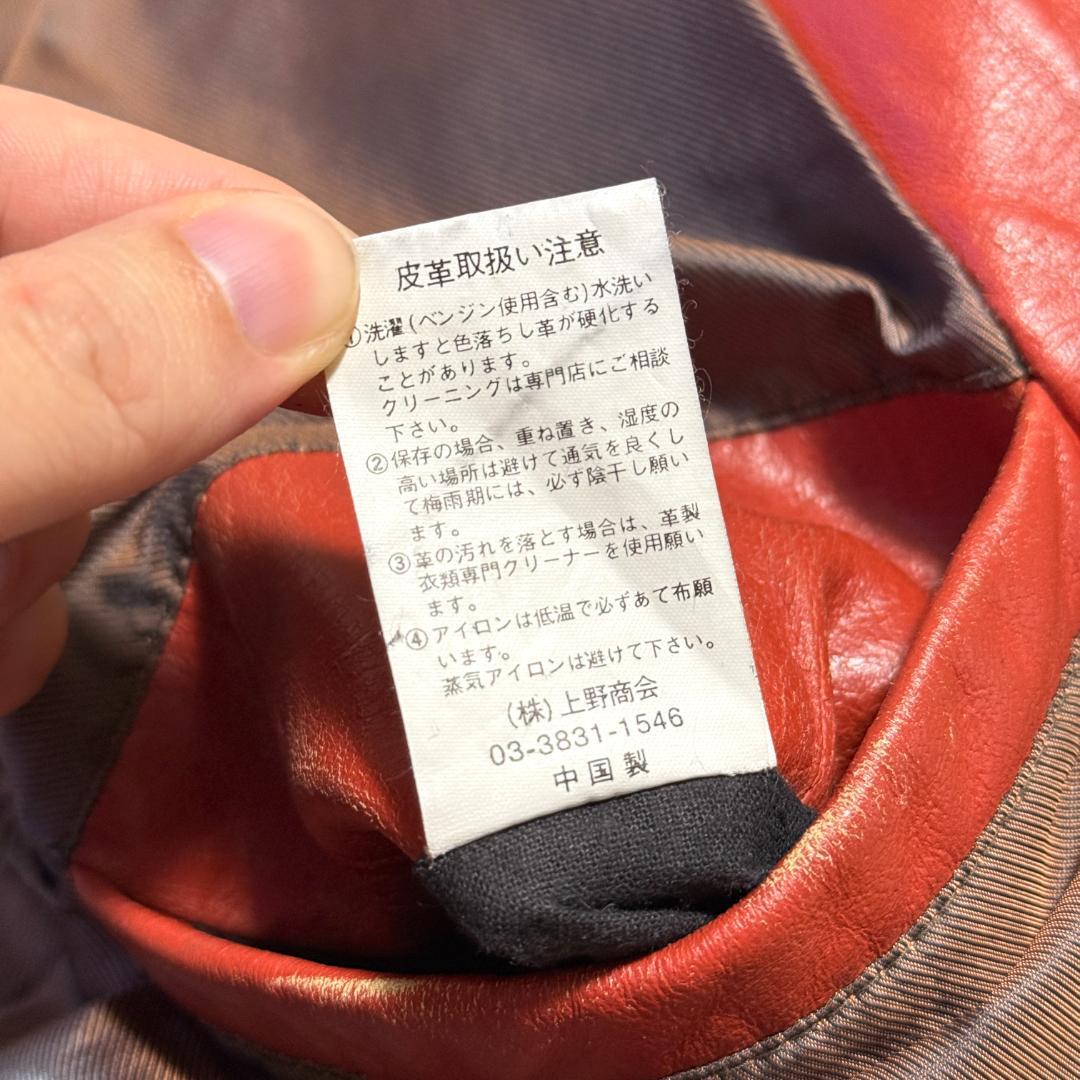 皮革取扱い注意
①洗濯(ベンジン使用含む)水洗い
しますと色落ちし革が硬化する
ことがあります。
クリーニングは専門店にご相談
下さい。
②保存の場合、重ね置き、湿度の
高い場所は避けて通気を良くし
て梅雨期には、必ず陰干し願い
ます。
③革の汚れを落とす場合は、革製
衣類専門クリーナーを使用願い
ます。
④アイロンは低温で必ずあて布願
います。
蒸気アイロンは避けて下さい。
(株)上野商会
03-3831-1546
中国製